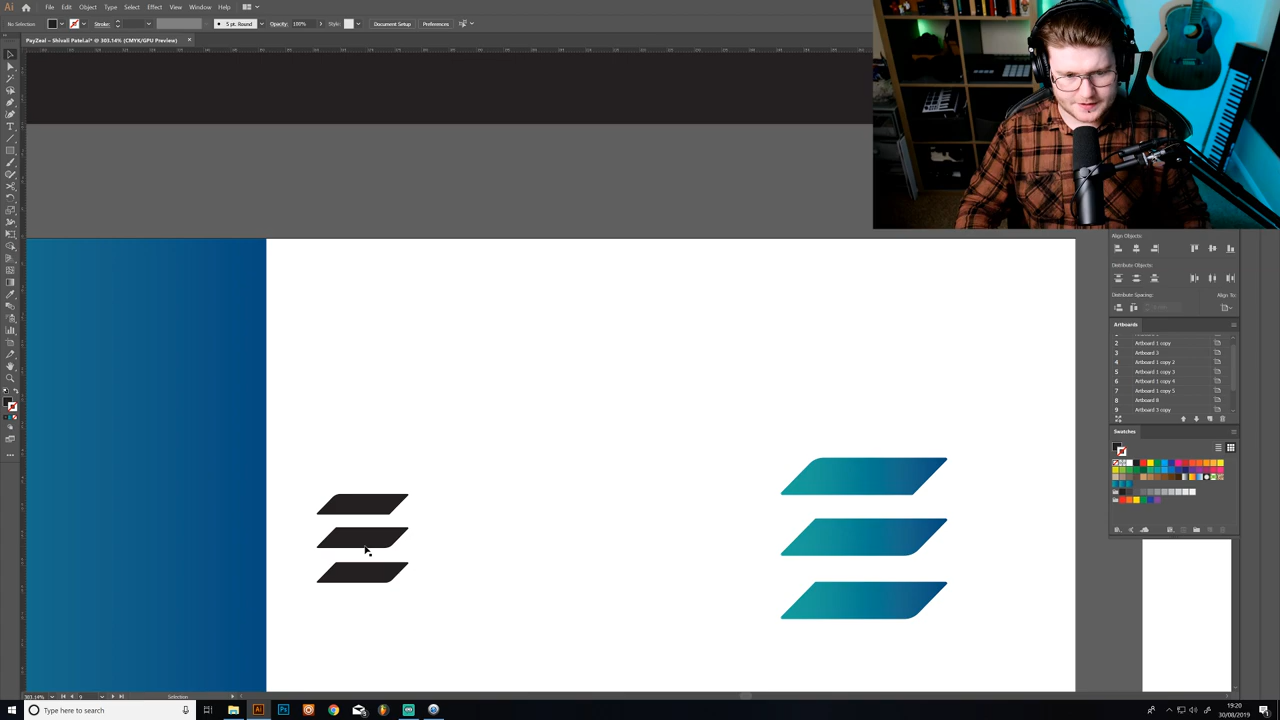 Ai File Edit Object Type Select Effect View Window Help
No Selection Stroke: 5 pt. Round Opacity: 100% Style: Document Setup Preferences
PayZeal – Shivali Patel.ai* @ 303.14% (CMYK/GPU Preview)
Align Objects:
Distribute Objects:
Distribute Spacing: Align To:
Artboards
2 Artboard 1 copy
3 Artboard 3
4 Artboard 1 copy 2
5 Artboard 1 copy 3
6 Artboard 1 copy 4
7 Artboard 1 copy 5
8 Artboard 8
9 Artboard 3 copy
Swatches
303.14% 9 Selection
Type here to search
19:20
30/08/2019